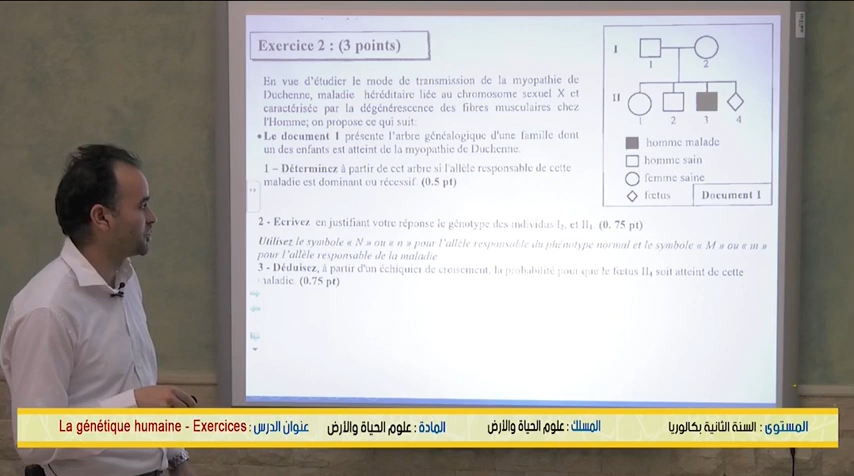 Exercice 2 : (3 points)
En vue d'étudier le mode de transmission de la myopathie de
Duchenne, maladie héréditaire liée au chromosome sexuel X et
caractérisée par la dégénérescence des fibres musculaires chez
l'Homme; on propose ce qui suit:
•Le document 1 présente l'arbre généalogique d'une famille dont
un des enfants est atteint de la myopathie de Duchenne.
1 – Déterminez à partir de cet arbre si l'allèle responsable de cette
maladie est dominant ou récessif. (0.5 pt)
I
1 2
II
1 2 3 4
homme malade
homme sain
femme saine
fœtus
Document 1
2 - Ecrivez en justifiant votre réponse le génotype des individus I₂, et II₁ (0. 75 pt)
Utilisez le symbole « N » ou « n » pour l'allèle responsable du phénotype normal et le symbole « M » ou « m »
pour l'allèle responsable de la maladie
3 - Déduisez, à partir d'un échiquier de croisement, la probabilité pour que le fœtus II₄ soit atteint de cette
maladie. (0.75 pt)
المستوى : السنة الثانية بكالوريا المسلك : علوم الحياة والأرض المادة : علوم الحياة والأرض عنوان الدرس : La génétique humaine - Exercices